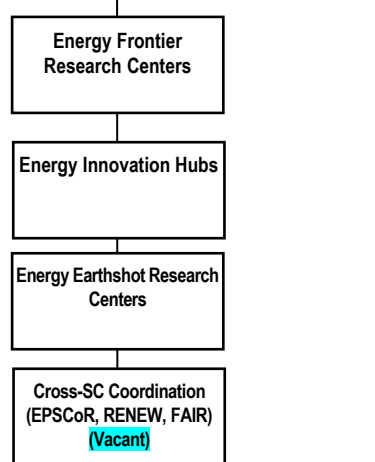 Energy Frontier
Research Centers
Energy Innovation Hubs
Energy Earthshot Research
Centers
Cross-SC Coordination
(EPSCoR, RENEW, FAIR)
(Vacant)